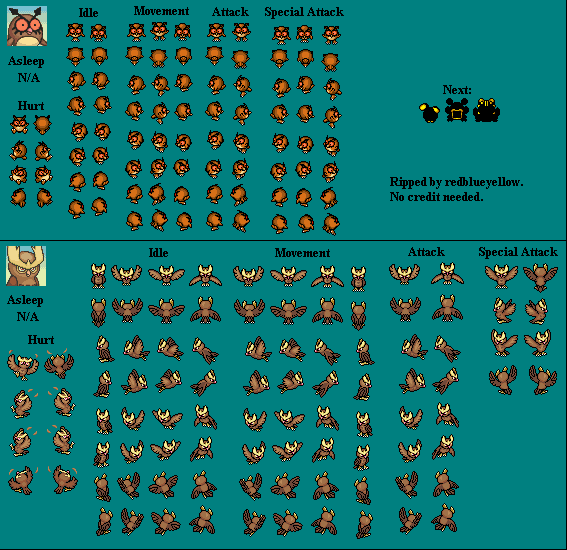 Idle
Movement
Attack
Special Attack
Asleep
N/A
Hurt
Next:
Ripped by redblueyellow.
No credit needed.
Idle
Movement
Attack
Special Attack
Asleep
N/A
Hurt